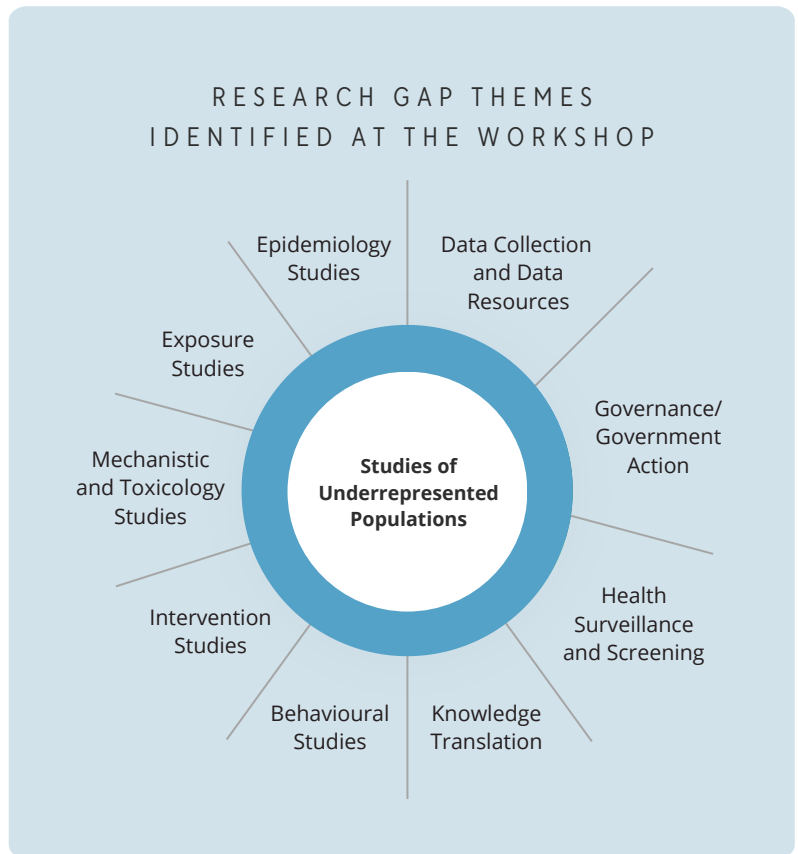 RESEARCH GAP THEMES
IDENTIFIED AT THE WORKSHOP
Epidemiology
Studies
Data Collection
and Data
Resources
Exposure
Studies
Governance/
Government
Action
Mechanistic
and Toxicology
Studies
Studies of
Underrepresented
Populations
Health
Surveillance
and Screening
Intervention
Studies
Behavioural
Studies
Knowledge
Translation